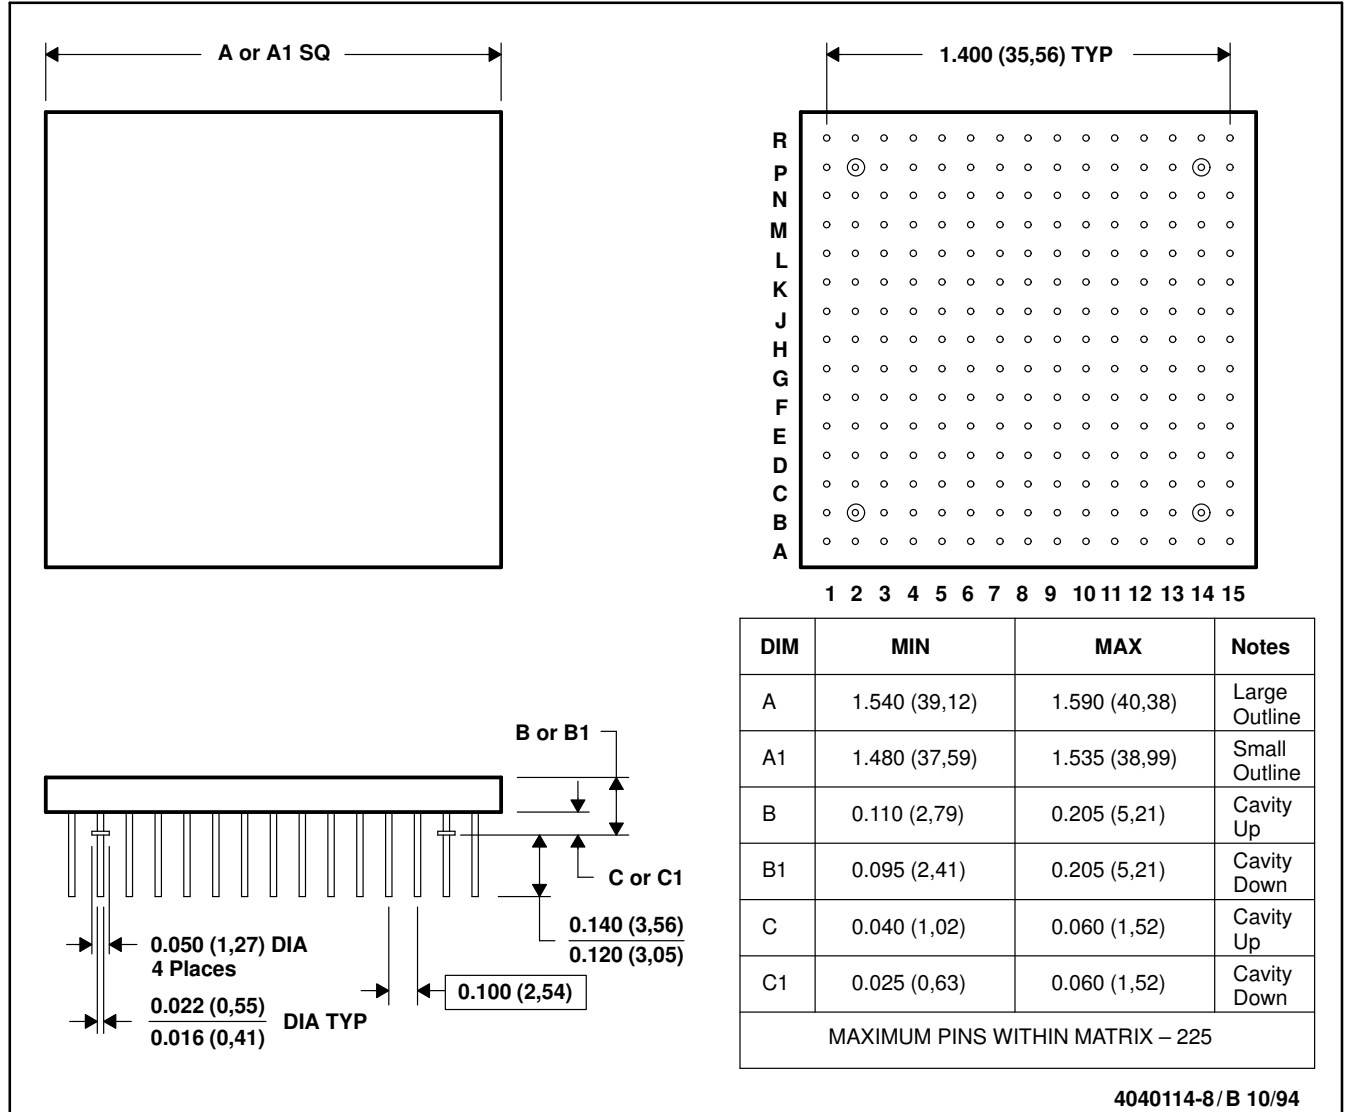 A or A1 SQ
1.400 (35,56) TYP
R
P
N
M
L
K
J
H
G
F
E
D
C
B
A
1 2 3 4 5 6 7 8 9 10 11 12 13 14 15
B or B1
C or C1
0.140 (3,56)
0.120 (3,05)
0.050 (1,27) DIA
4 Places
0.022 (0,55)
0.016 (0,41)
DIA TYP
0.100 (2,54)
DIM MIN MAX Notes
A 1.540 (39,12) 1.590 (40,38) Large Outline
A1 1.480 (37,59) 1.535 (38,99) Small Outline
B 0.110 (2,79) 0.205 (5,21) Cavity Up
B1 0.095 (2,41) 0.205 (5,21) Cavity Down
C 0.040 (1,02) 0.060 (1,52) Cavity Up
C1 0.025 (0,63) 0.060 (1,52) Cavity Down
MAXIMUM PINS WITHIN MATRIX – 225
4040114-8/B 10/94